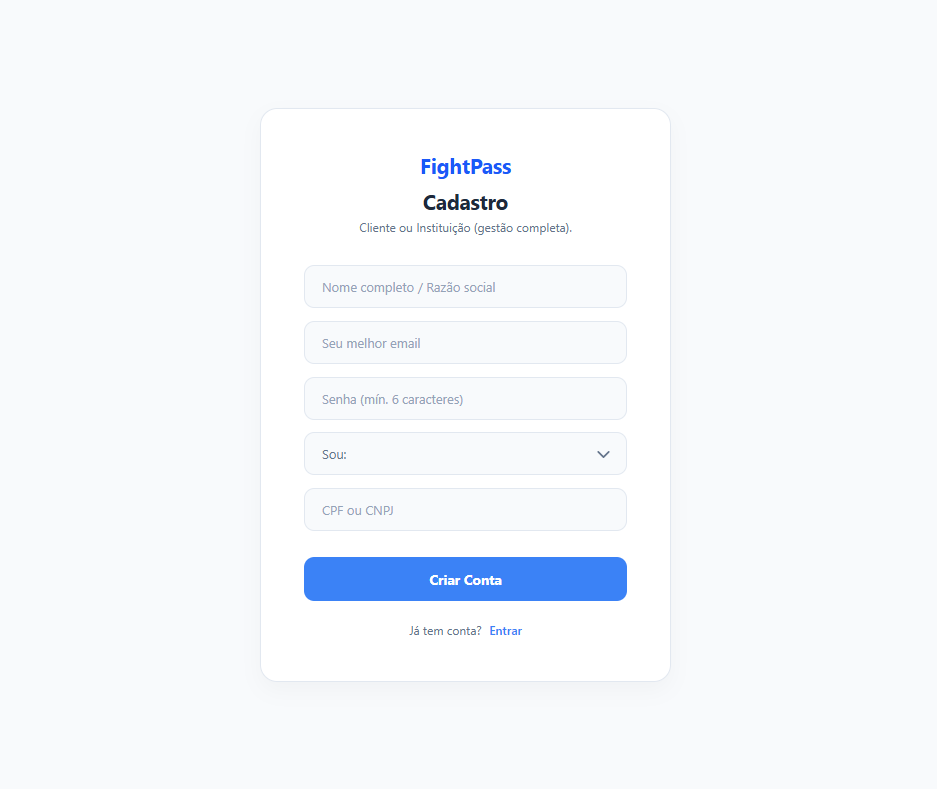 FightPass
Cadastro
Cliente ou Instituição (gestão completa).
Nome completo / Razão social
Seu melhor email
Senha (mín. 6 caracteres)
Sou:
CPF ou CNPJ
Criar Conta
Já tem conta? Entrar